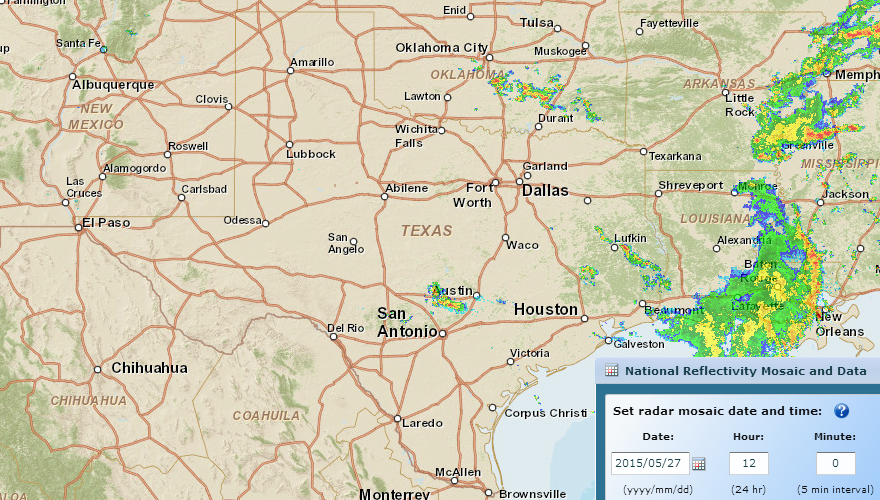 Farmington
Enid
Tulsa
Fayetteville
Santa Fe
Oklahoma City
Muskogee
Albuquerque
Amarillo
OKLAHOMA
ARKANSAS
Memph
Clovis
Lawton
Little
Rock
NEW
MEXICO
Durant
Wichita
Falls
Greenville
Roswell
Lubbock
Texarkana
MISSISSIPPI
Alamogordo
Garland
Las
Cruces
Carlsbad
Abilene
Fort
Worth
Dallas
Shreveport
Monroe
Jackson
El Paso
Odessa
TEXAS
LOUISIANA
San
Angelo
Waco
Lufkin
Alexandria
Baton
Rouge
Austin
San
Antonio
Houston
Beaumont
Lafayette
New
Orleans
Del Rio
Galveston
Victoria
Chihuahua
National Reflectivity Mosaic and Data
CHIHUAHUA
COAHUILA
Laredo
Corpus Christi
Set radar mosaic date and time: ?
Date: Hour: Minute:
2015/05/27 12 0
(yyyy/mm/dd) (24 hr) (5 min interval)
McAllen
Monterrey
Brownsville